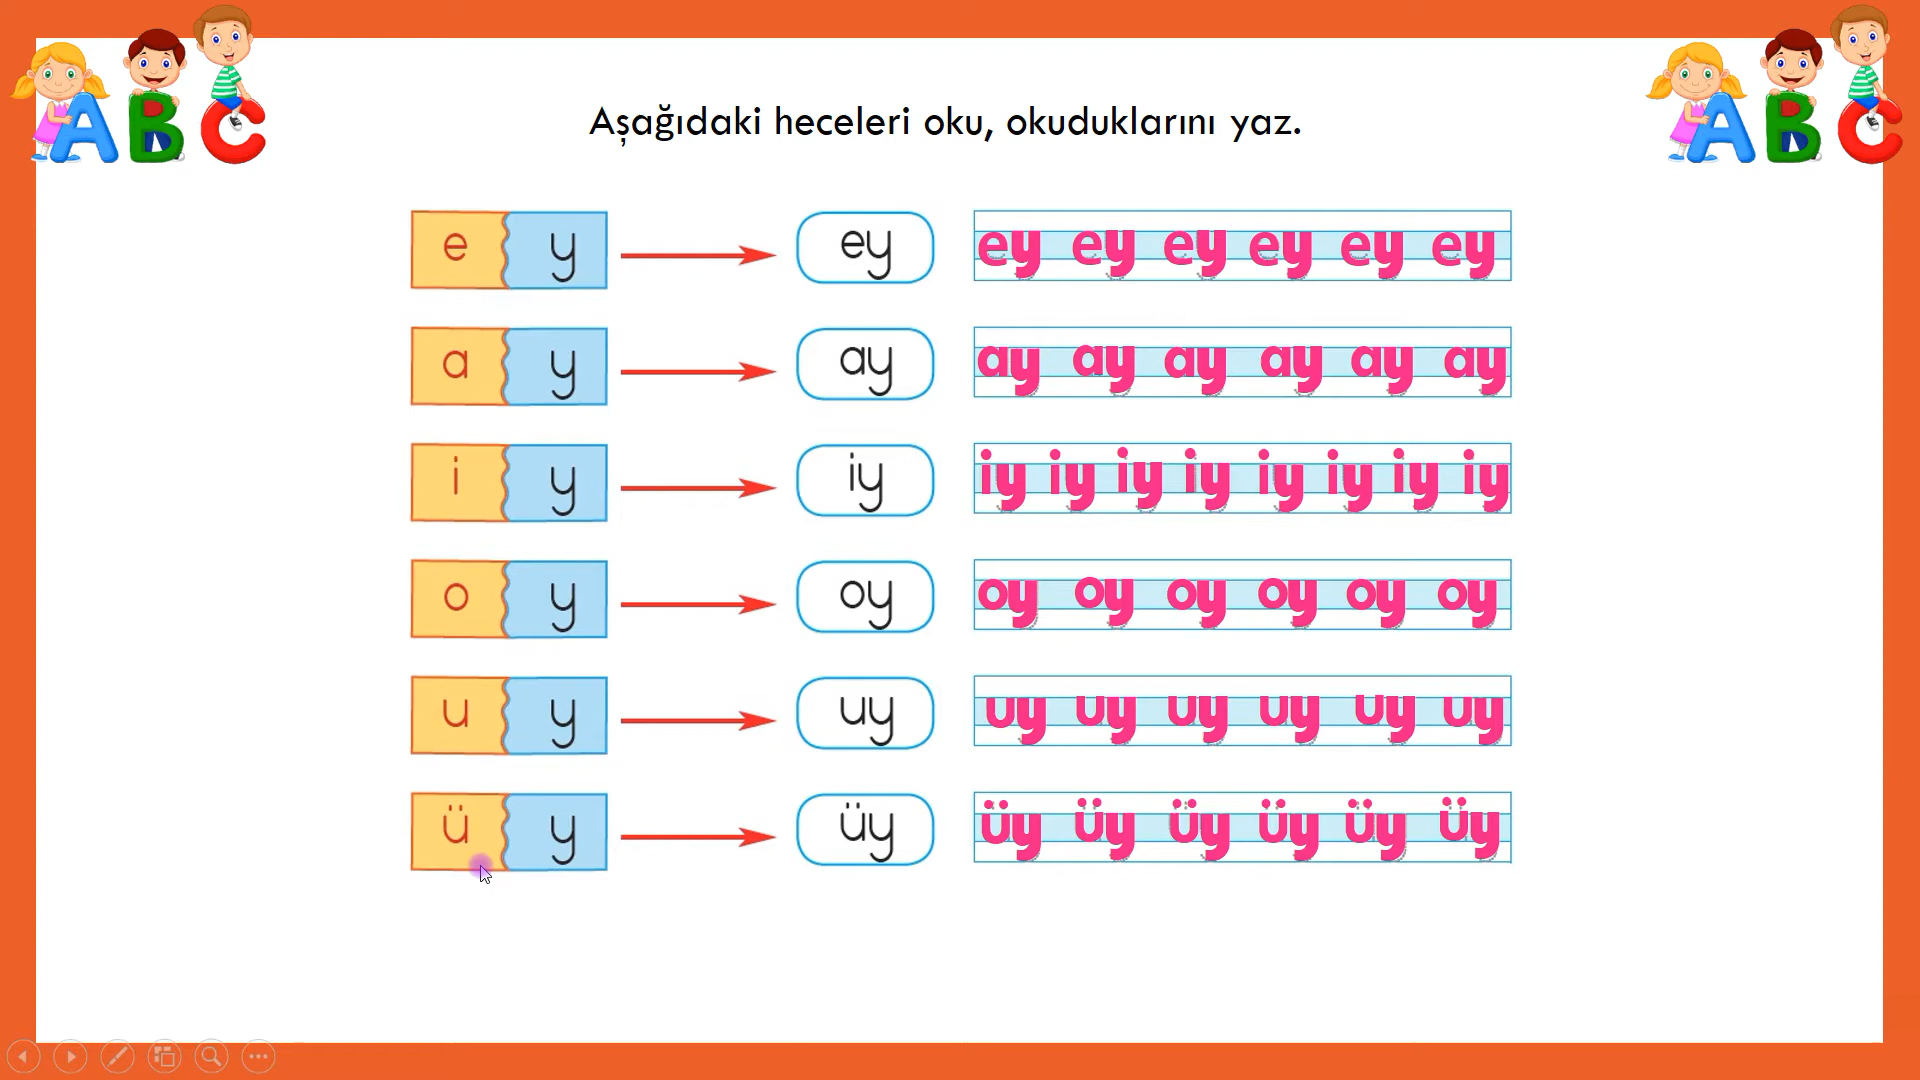 A B C
A B C
Aşağıdaki heceleri oku, okuduklarını yaz.
e y ey ey ey ey ey ey ey
a y ay ay ay ay ay ay ay
i y iy iy iy iy iy iy iy iy iy
o y oy oy oy oy oy oy oy
u y uy uy uy uy uy uy uy
ü y üy üy üy üy üy üy üy